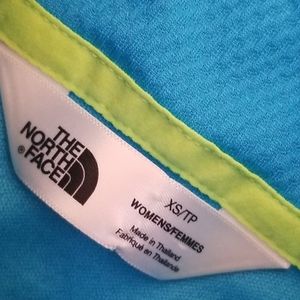 THE
NORTH
FACE
®
XS/TP
WOMENS/FEMMES
Made in Thailand
Fabriqué en Thaïlande